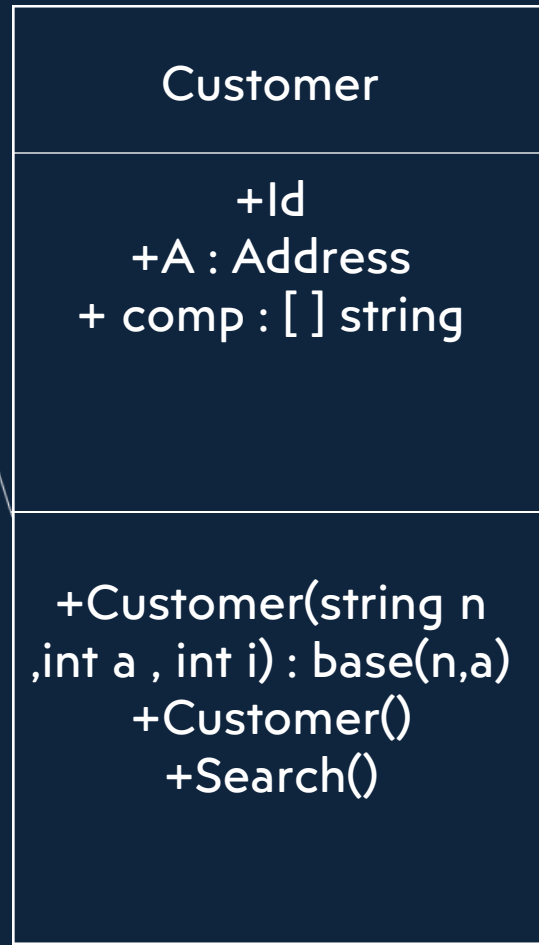 Customer
+Id
+A : Address
+ comp : [ ] string
+Customer(string n
,int a , int i) : base(n,a)
+Customer()
+Search()